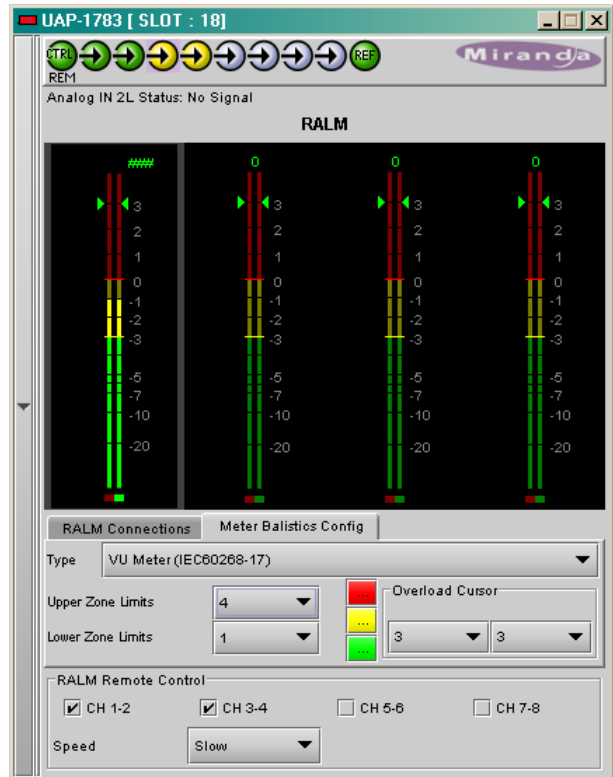 UAP-1783 [ SLOT : 18]
CTRL REF Miranda
REM
Analog IN 2L Status: No Signal
RALM
#### 0 0 0
3 3 3 3
2 2 2 2
1 1 1 1
0 0 0 0
-1 -1 -1 -1
-2 -2 -2 -2
-3 -3 -3 -3
-5 -5 -5 -5
-7 -7 -7 -7
-10 -10 -10 -10
-20 -20 -20 -20
RALM Connections Meter Balistics Config
Type VU Meter (IEC60268-17)
Upper Zone Limits 4 ... Overload Cursor
...
Lower Zone Limits 1 ... 3 3
RALM Remote Control
CH 1-2 CH 3-4 CH 5-6 CH 7-8
Speed Slow